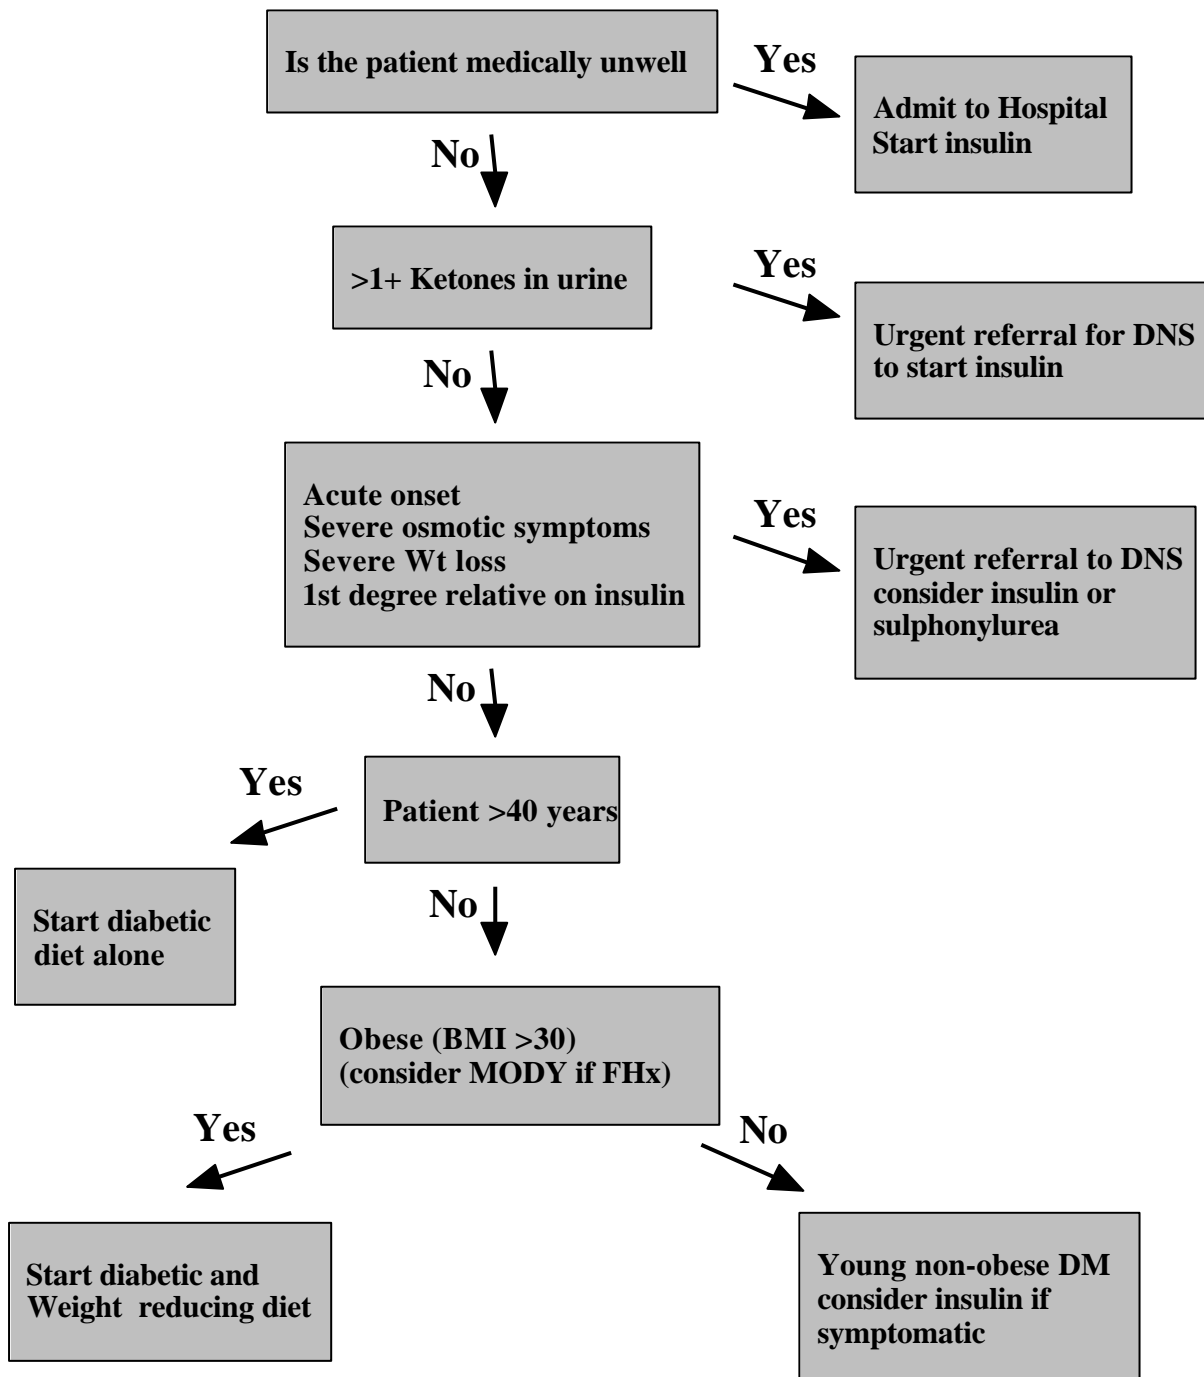 Is the patient medically unwell
Yes
Admit to Hospital
Start insulin
No
>1+ Ketones in urine
Yes
Urgent referral for DNS
to start insulin
No
Acute onset
Severe osmotic symptoms
Severe Wt loss
1st degree relative on insulin
Yes
Urgent referral to DNS
consider insulin or
sulphonylurea
No
Patient >40 years
Yes
Start diabetic
diet alone
No
Obese (BMI >30)
(consider MODY if FHx)
Yes
No
Start diabetic and
Weight reducing diet
Young non-obese DM
consider insulin if
symptomatic